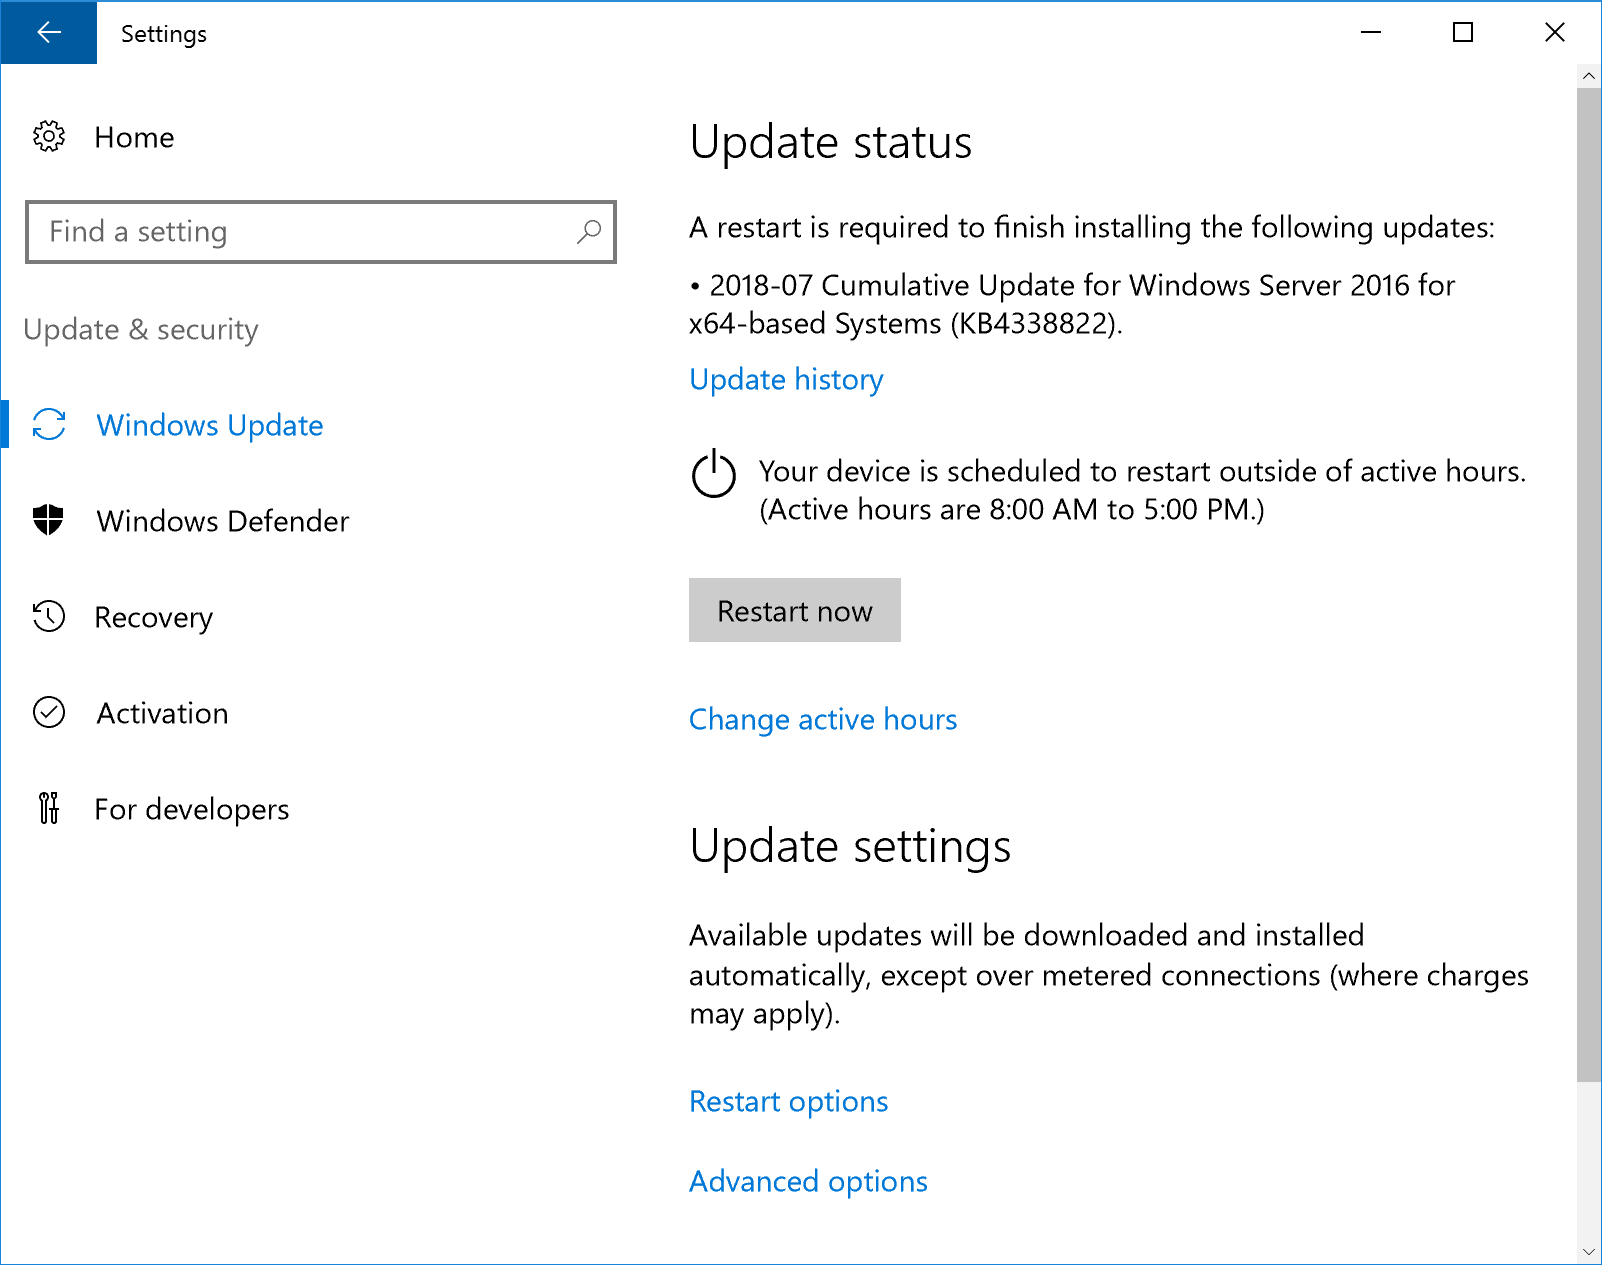 Settings
Home
Find a setting
Update & security
Windows Update
Windows Defender
Recovery
Activation
For developers
Update status
A restart is required to finish installing the following updates:
• 2018-07 Cumulative Update for Windows Server 2016 for
x64-based Systems (KB4338822).
Update history
Your device is scheduled to restart outside of active hours.
(Active hours are 8:00 AM to 5:00 PM.)
Restart now
Change active hours
Update settings
Available updates will be downloaded and installed
automatically, except over metered connections (where charges
may apply).
Restart options
Advanced options